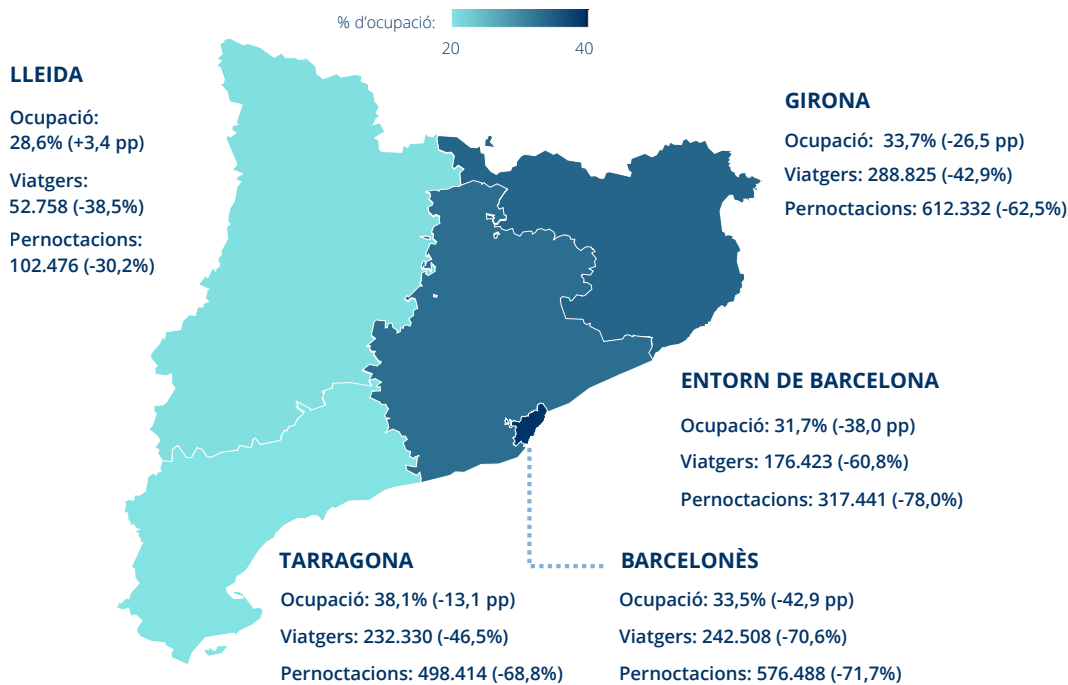 % d'ocupació:
20 40
LLEIDA
Ocupació:
28,6% (+3,4 pp)
Viatgers:
52.758 (-38,5%)
Pernoctacions:
102.476 (-30,2%)
GIRONA
Ocupació: 33,7% (-26,5 pp)
Viatgers: 288.825 (-42,9%)
Pernoctacions: 612.332 (-62,5%)
ENTORN DE BARCELONA
Ocupació: 31,7% (-38,0 pp)
Viatgers: 176.423 (-60,8%)
Pernoctacions: 317.441 (-78,0%)
TARRAGONA
Ocupació: 38,1% (-13,1 pp)
Viatgers: 232.330 (-46,5%)
Pernoctacions: 498.414 (-68,8%)
BARCELONÈS
Ocupació: 33,5% (-42,9 pp)
Viatgers: 242.508 (-70,6%)
Pernoctacions: 576.488 (-71,7%)